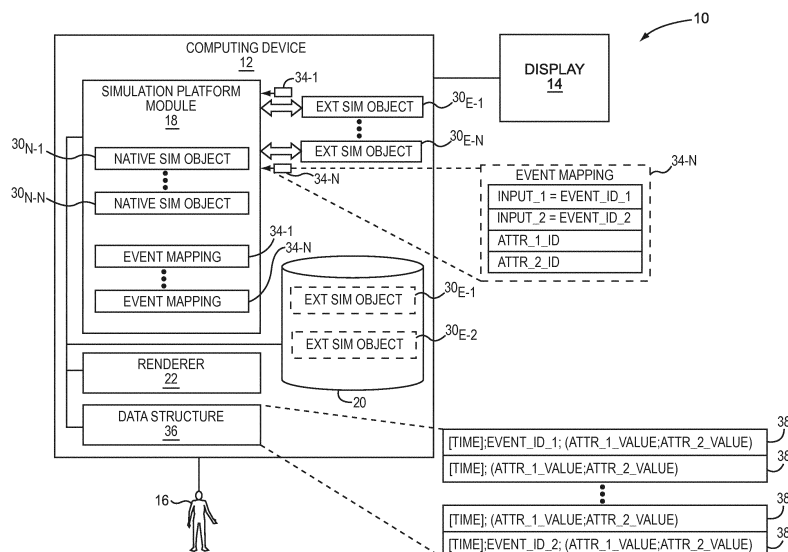 10
COMPUTING DEVICE
12
DISPLAY
14
SIMULATION PLATFORM
MODULE
18
34-1
EXT SIM OBJECT
30E-1
EXT SIM OBJECT
30E-N
30N-1
NATIVE SIM OBJECT
34-N
30N-N
NATIVE SIM OBJECT
EVENT MAPPING
34-N
INPUT_1 = EVENT_ID_1
INPUT_2 = EVENT_ID_2
ATTR_1_ID
ATTR_2_ID
34-1
EVENT MAPPING
34-N
EVENT MAPPING
EXT SIM OBJECT
30E-1
EXT SIM OBJECT
30E-2
20
RENDERER
22
DATA STRUCTURE
36
16
[TIME];EVENT_ID_1; (ATTR_1_VALUE;ATTR_2_VALUE)
38
[TIME]; (ATTR_1_VALUE;ATTR_2_VALUE)
38
[TIME]; (ATTR_1_VALUE;ATTR_2_VALUE)
38
[TIME];EVENT_ID_2; (ATTR_1_VALUE;ATTR_2_VALUE)
38